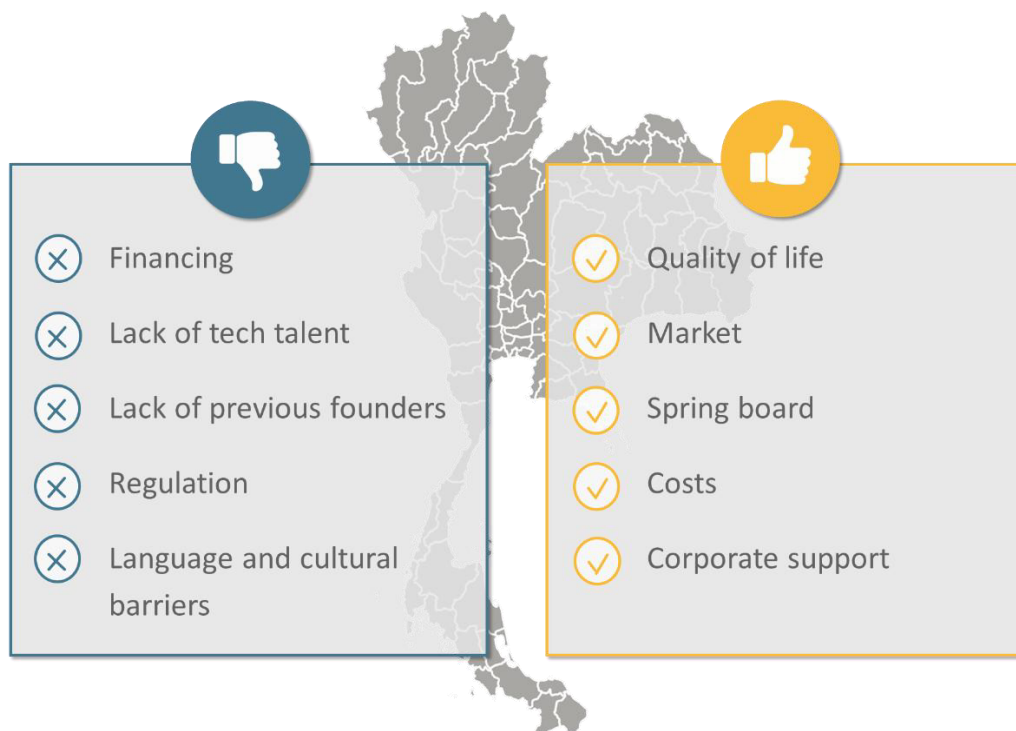 Financing
Lack of tech talent
Lack of previous founders
Regulation
Language and cultural
barriers
Quality of life
Market
Spring board
Costs
Corporate support